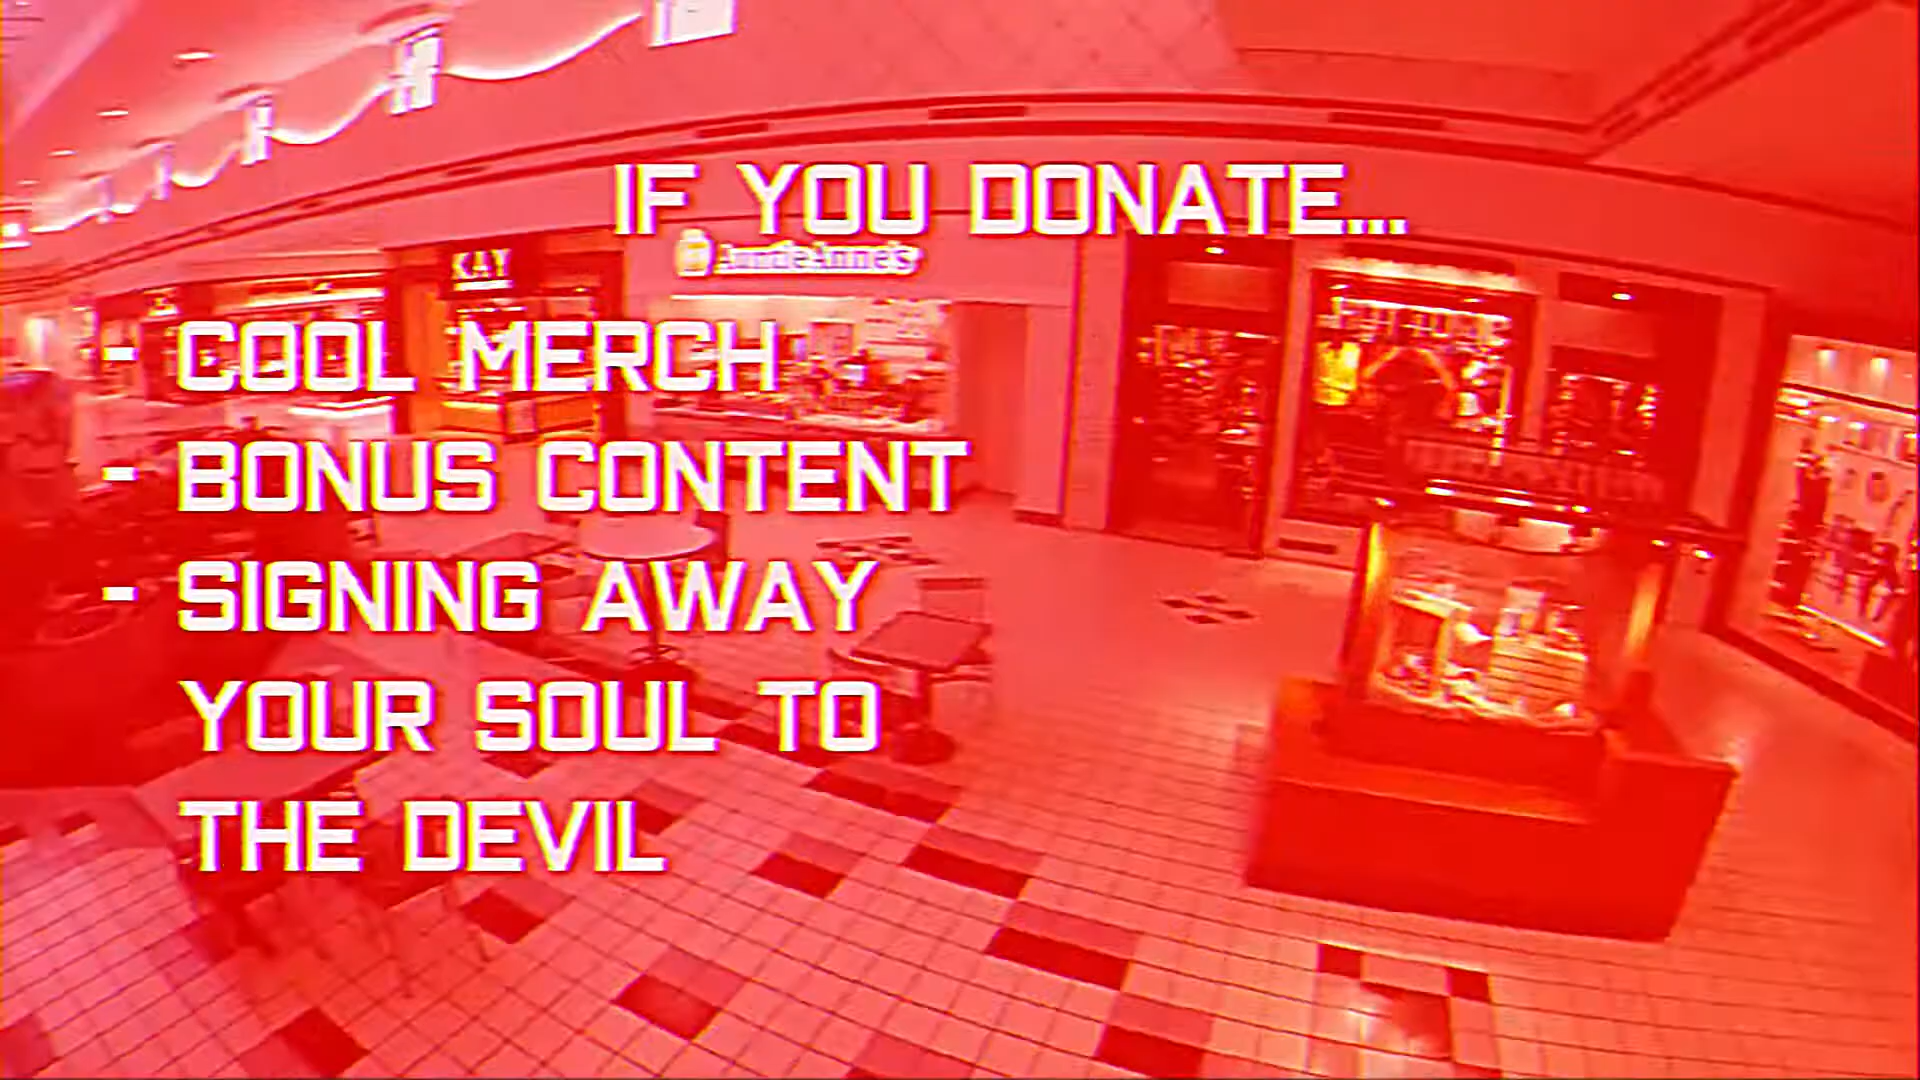 IF YOU DONATE...
KAY
Auntie Anne's
- COOL MERCH
- BONUS CONTENT
- SIGNING AWAY
YOUR SOUL TO
THE DEVIL